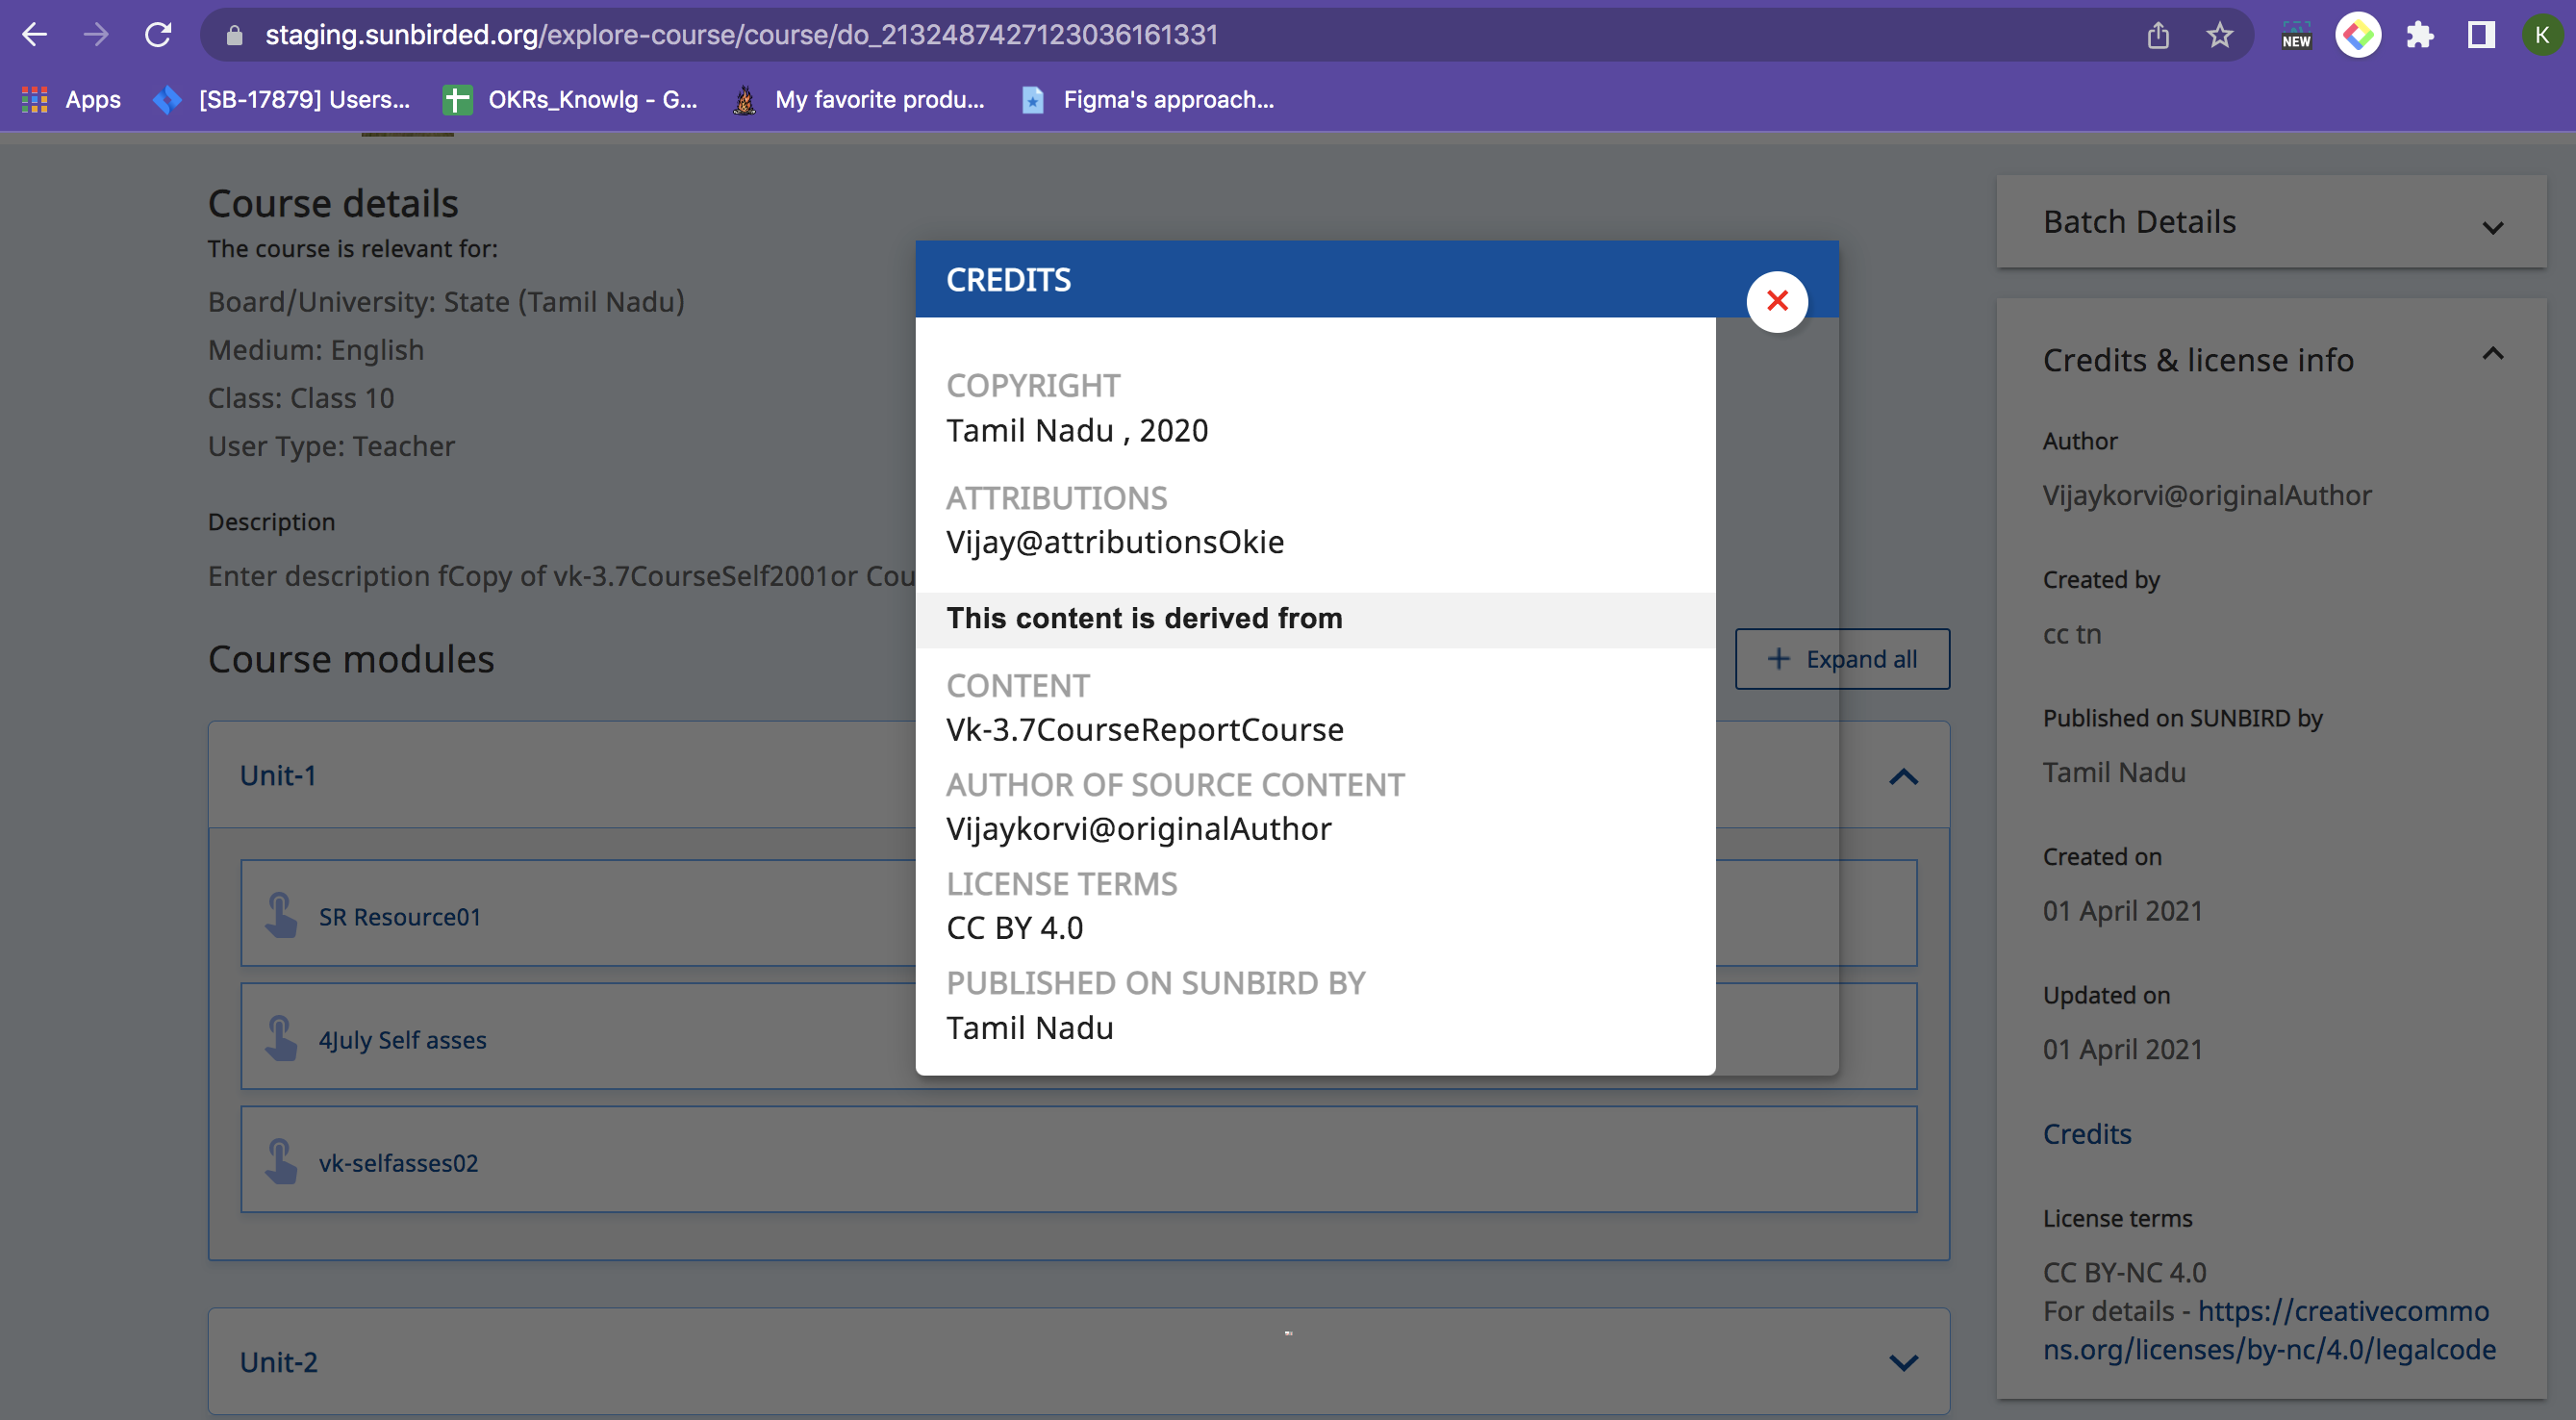 staging.sunbirded.org/explore-course/course/do_2132487427123036161331
NEW
K
Apps
[SB-17879] Users...
OKRs_Knowlg - G...
My favorite produ...
Figma's approach...
Course details
The course is relevant for:
Board/University: State (Tamil Nadu)
Medium: English
Class: Class 10
User Type: Teacher
Description
Enter description fCopy of vk-3.7CourseSelf2001or Cou
Course modules
Expand all
Unit-1
SR Resource01
4July Self asses
vk-selfasses02
Unit-2
CREDITS
COPYRIGHT
Tamil Nadu , 2020
ATTRIBUTIONS
Vijay@attributionsOkie
This content is derived from
CONTENT
Vk-3.7CourseReportCourse
AUTHOR OF SOURCE CONTENT
Vijaykorvi@originalAuthor
LICENSE TERMS
CC BY 4.0
PUBLISHED ON SUNBIRD BY
Tamil Nadu
Batch Details
Credits & license info
Author
Vijaykorvi@originalAuthor
Created by
cc tn
Published on SUNBIRD by
Tamil Nadu
Created on
01 April 2021
Updated on
01 April 2021
Credits
License terms
CC BY-NC 4.0
For details - https://creativecommo
ns.org/licenses/by-nc/4.0/legalcode